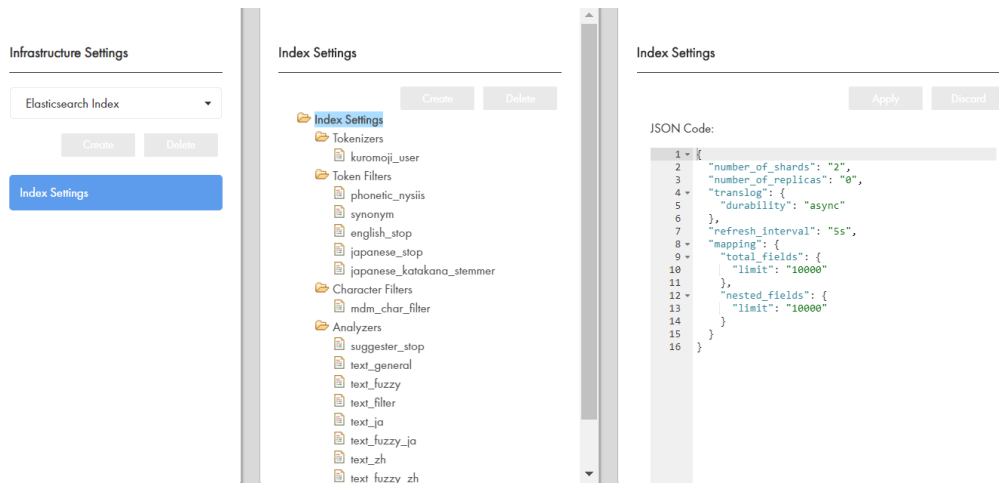 Infrastructure Settings
Elasticsearch Index
Create
Delete
Index Settings
Index Settings
Create
Delete
Index Settings
Tokenizers
kuromoji_user
Token Filters
phonetic_nysiis
synonym
english_stop
japanese_stop
japanese_katakana_stemmer
Character Filters
mdm_char_filter
Analyzers
suggester_stop
text_general
text_fuzzy
text_filter
text_ja
text_fuzzy_ja
text_zh
text_fuzzy_zh
Index Settings
Apply
Discard
JSON Code:
1 {
2 "number_of_shards": "2",
3 "number_of_replicas": "0",
4 "translog": {
5 "durability": "async"
6 },
7 "refresh_interval": "5s",
8 "mapping": {
9 "total_fields": {
10 "limit": "10000"
11 },
12 "nested_fields": {
13 "limit": "10000"
14 }
15 }
16 }